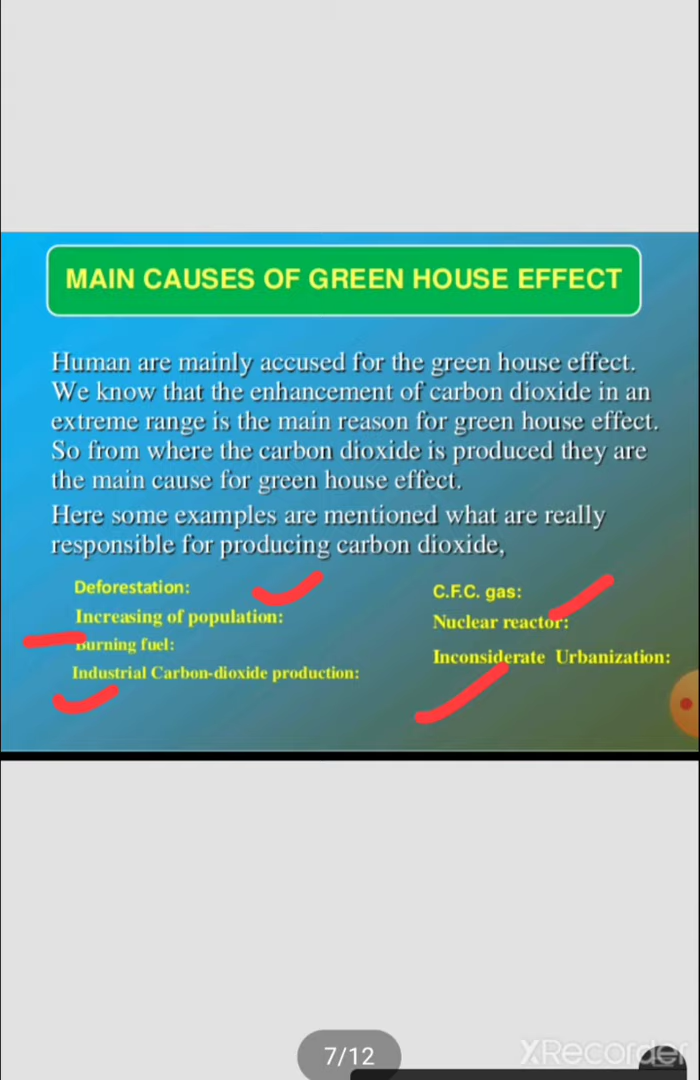 MAIN CAUSES OF GREEN HOUSE EFFECT
Human are mainly accused for the green house effect.
We know that the enhancement of carbon dioxide in an
extreme range is the main reason for green house effect.
So from where the carbon dioxide is produced they are
the main cause for green house effect.
Here some examples are mentioned what are really
responsible for producing carbon dioxide,
Deforestation:
Increasing of population:
Burning fuel:
Industrial Carbon-dioxide production:
C.F.C. gas:
Nuclear reactor:
Inconsiderate Urbanization:
7/12
XRecorder